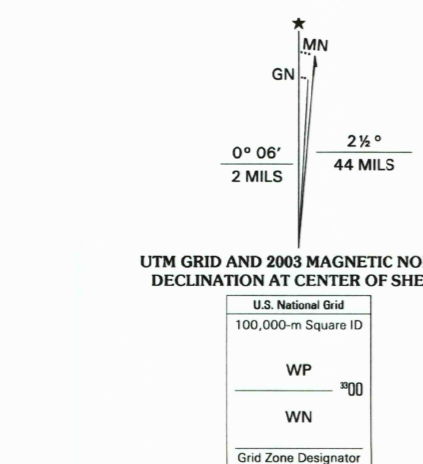 MN
GN
0° 06′
2 MILS
2½°
44 MILS
UTM GRID AND 2003 MAGNETIC NO
DECLINATION AT CENTER OF SHE
U.S. National Grid
100,000-m Square ID
WP
³³00
WN
Grid Zone Designator